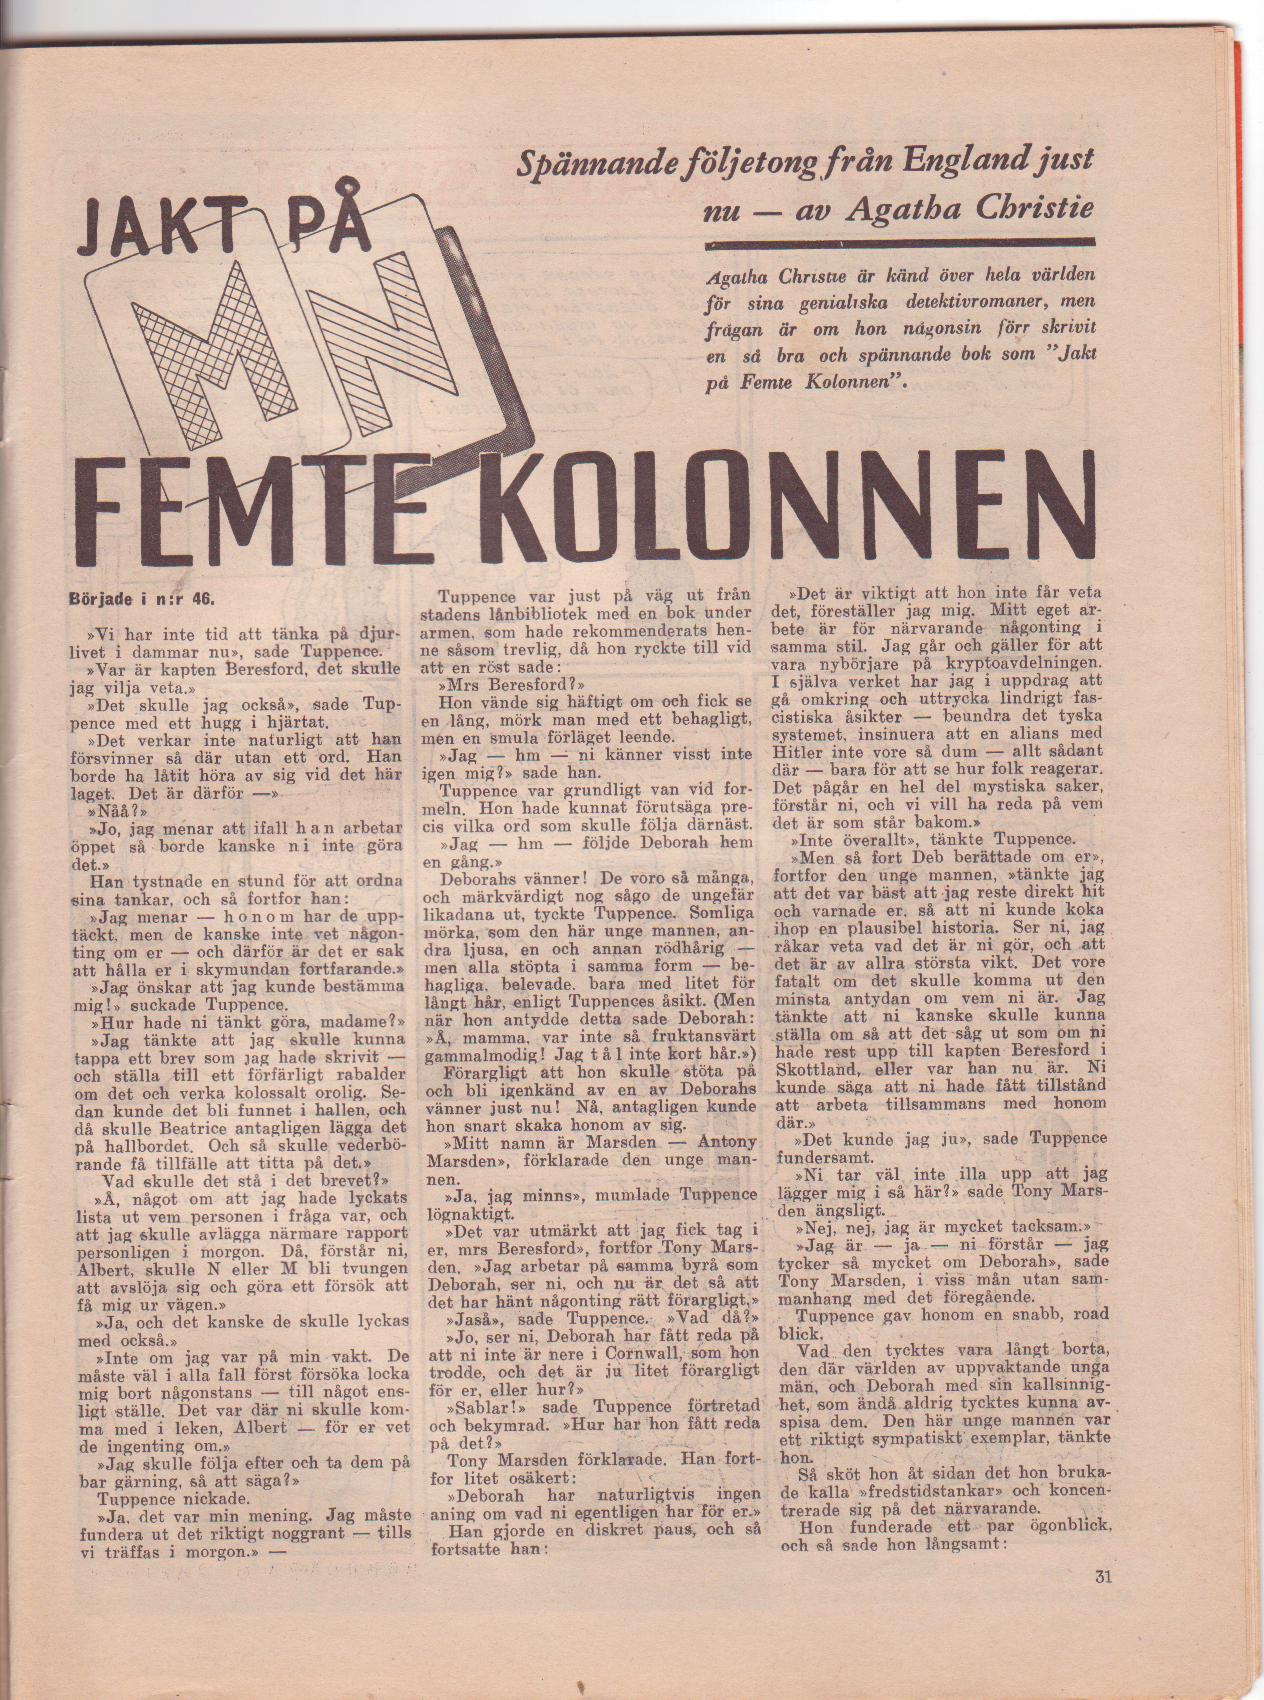 Spännande följetong från England just
nu — av Agatha Christie
JAKT PÅ
MN
FEMTE KOLONNEN
Agatha Christie är känd över hela världen
för sina genialiska detektivromaner, men
frågan är om hon någonsin förr skrivit
en så bra och spännande bok som ”Jakt
på Femte Kolonnen”.
Började i n:r 46.
»Vi har inte tid att tänka på djur-
livet i dammar nu», sade Tuppence.
»Var är kapten Beresford, det skulle
jag vilja veta.»
»Det skulle jag också», sade Tup-
pence med ett hugg i hjärtat.
»Det verkar inte naturligt att han
försvinner så där utan ett ord. Han
borde ha låtit höra av sig vid det här
laget. Det är därför —»
»Nåå?»
»Jo, jag menar att ifall h a n arbetar
öppet så borde kanske n i inte göra
det.»
Han tystnade en stund för att ordna
sina tankar, och så fortfor han:
»Jag menar — h o n o m har de upp-
täckt, men de kanske inte vet någon-
ting om er — och därför är det er sak
att hålla er i skymundan fortfarande.»
»Jag önskar att jag kunde bestämma
mig!» suckade Tuppence.
»Hur hade ni tänkt göra, madame?»
»Jag tänkte att jag skulle kunna
tappa ett brev som jag hade skrivit —
och ställa till ett förfärligt rabalder
om det och verka kolossalt orolig. Se-
dan kunde det bli funnet i hallen, och
då skulle Beatrice antagligen lägga det
på hallbordet. Och så skulle vederbö-
rande få tillfälle att titta på det.»
Vad skulle det stå i det brevet?»
»Å, något om att jag hade lyckats
lista ut vem personen i fråga var, och
att jag skulle avlägga närmare rapport
personligen i morgon. Då, förstår ni,
Albert, skulle N eller M bli tvungen
att avslöja sig och göra ett försök att
få mig ur vägen.»
»Ja, och det kanske de skulle lyckas
med också.»
»Inte om jag var på min vakt. De
måste väl i alla fall först försöka locka
mig bort någonstans — till något ens-
ligt ställe. Det var där ni skulle kom-
ma med i leken, Albert — för er vet
de ingenting om.»
»Jag skulle följa efter och ta dem på
bar gärning, så att säga?»
Tuppence nickade.
»Ja, det var min mening. Jag måste
fundera ut det riktigt noggrant — tills
vi träffas i morgon.» —
Tuppence var just på väg ut från
stadens lånbibliotek med en bok under
armen, som hade rekommenderats hen-
ne såsom trevlig, då hon ryckte till vid
att en röst sade:
»Mrs Beresford?»
Hon vände sig häftigt om och fick se
en lång, mörk man med ett behagligt,
men en smula förläget leende.
»Jag — hm — ni känner visst inte
igen mig?» sade han.
Tuppence var grundligt van vid for-
meln. Hon hade kunnat förutsäga pre-
cis vilka ord som skulle följa därnäst.
»Jag — hm — följde Deborah hem
en gång.»
Deborahs vänner! De voro så många,
och märkvärdigt nog sågo de ungefär
likadana ut, tyckte Tuppence. Somliga
mörka, som den här unge mannen, an-
dra ljusa, en och annan rödhårig —
men alla stöpta i samma form — be-
hagliga, belevade, bara med litet för
långt hår, enligt Tuppences åsikt. (Men
när hon antydde detta sade Deborah:
»Å, mamma, var inte så fruktansvärt
gammalmodig! Jag t å l inte kort hår.»)
Förargligt att hon skulle stöta på
och bli igenkänd av en av Deborahs
vänner just nu! Nå, antagligen kunde
hon snart skaka honom av sig.
»Mitt namn är Marsden — Antony
Marsden», förklarade den unge man-
nen.
»Ja, jag minns», mumlade Tuppence
lögnaktigt.
»Det var utmärkt att jag fick tag i
er, mrs Beresford», fortfor Tony Mars-
den. »Jag arbetar på samma byrå som
Deborah, ser ni, och nu är det så att
det har hänt någonting rätt förargligt.»
»Jaså», sade Tuppence. »Vad då?»
»Jo, ser ni, Deborah har fått reda på
att ni inte är nere i Cornwall, som hon
trodde, och det är ju litet förargligt
för er, eller hur?»
»Sablar!» sade Tuppence förtretad
och bekymrad. »Hur har hon fått reda
på det?»
Tony Marsden förklarade. Han fort-
for litet osäkert:
»Deborah har naturligtvis ingen
aning om vad ni egentligen har för er.»
Han gjorde en diskret paus, och så
fortsatte han:
»Det är viktigt att hon inte får veta
det, föreställer jag mig. Mitt eget ar-
bete är för närvarande någonting i
samma stil. Jag går och gäller för att
vara nybörjare på kryptoavdelningen.
I själva verket har jag i uppdrag att
gå omkring och uttrycka lindrigt fas-
cistiska åsikter — beundra det tyska
systemet, insinuera att en alians med
Hitler inte vore så dum — allt sådant
där — bara för att se hur folk reagerar.
Det pågår en hel del mystiska saker,
förstår ni, och vi vill ha reda på vem
det är som står bakom.»
»Inte överallt», tänkte Tuppence.
»Men så fort Deb berättade om er»,
fortfor den unge mannen, »tänkte jag
att det var bäst att jag reste direkt hit
och varnade er, så att ni kunde koka
ihop en plausibel historia. Ser ni, jag
råkar veta vad det är ni gör, och att
det är av allra största vikt. Det vore
fatalt om det skulle komma ut den
minsta antydan om vem ni är. Jag
tänkte att ni kanske skulle kunna
ställa om så att det såg ut som om ni
hade rest upp till kapten Beresford i
Skottland, eller var han nu är. Ni
kunde säga att ni hade fått tillstånd
att arbeta tillsammans med honom
där.»
»Det kunde jag ju», sade Tuppence
fundersamt.
»Ni tar väl inte illa upp att jag
lägger mig i så här?» sade Tony Mars-
den ängsligt.
»Nej, nej, jag är mycket tacksam.»
»Jag är — ja — ni förstår — jag
tycker så mycket om Deborah», sade
Tony Marsden, i viss mån utan sam-
manhang med det föregående.
Tuppence gav honom en snabb, road
blick.
Vad den tycktes vara långt borta,
den där världen av uppvaktande unga
män, och Deborah med sin kallsinnig-
het, som ändå aldrig tycktes kunna av-
spisa dem. Den här unge mannen var
ett riktigt sympatiskt exemplar, tänkte
hon.
Så sköt hon åt sidan det hon bruka-
de kalla »fredstidstankar» och koncen-
trerade sig på det närvarande.
Hon funderade ett par ögonblick,
och så sade hon långsamt:
31